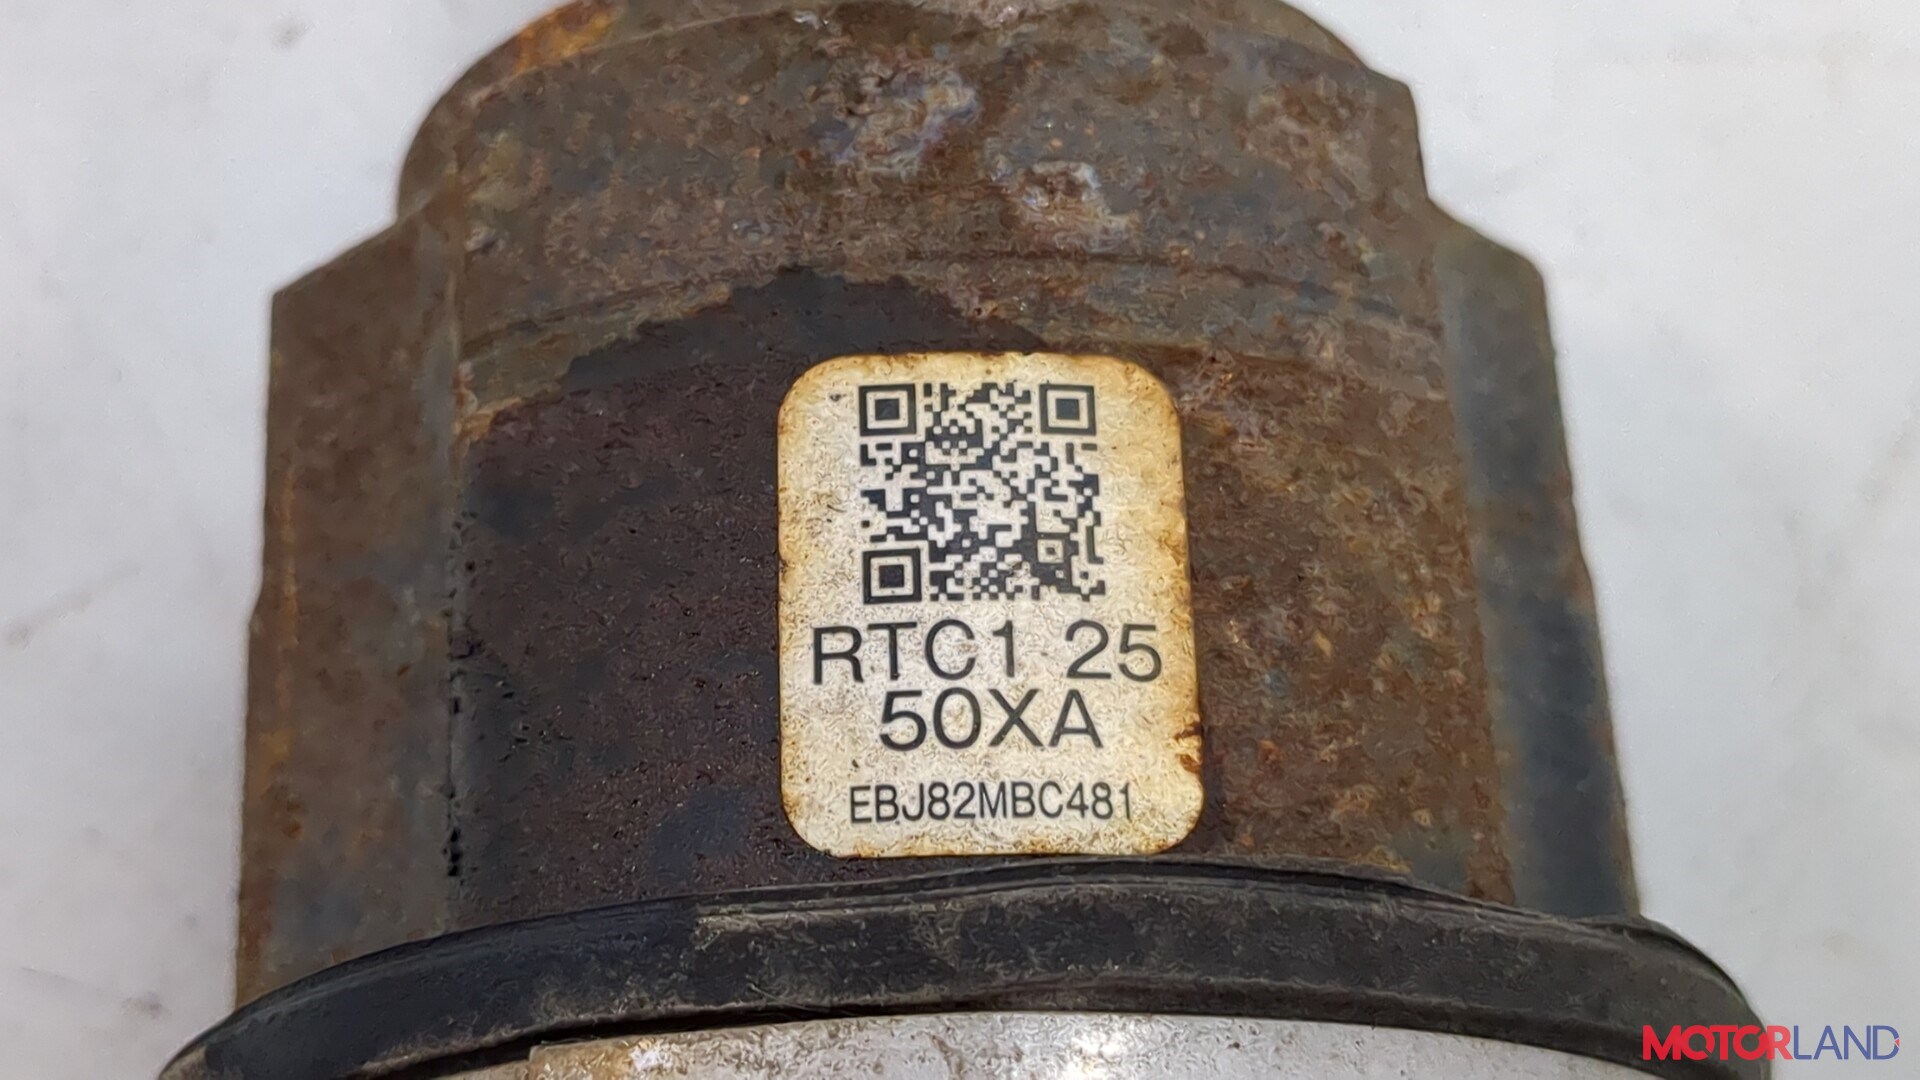 RTC1 25
50XA
EBJ82MBC481
MOTORLAND